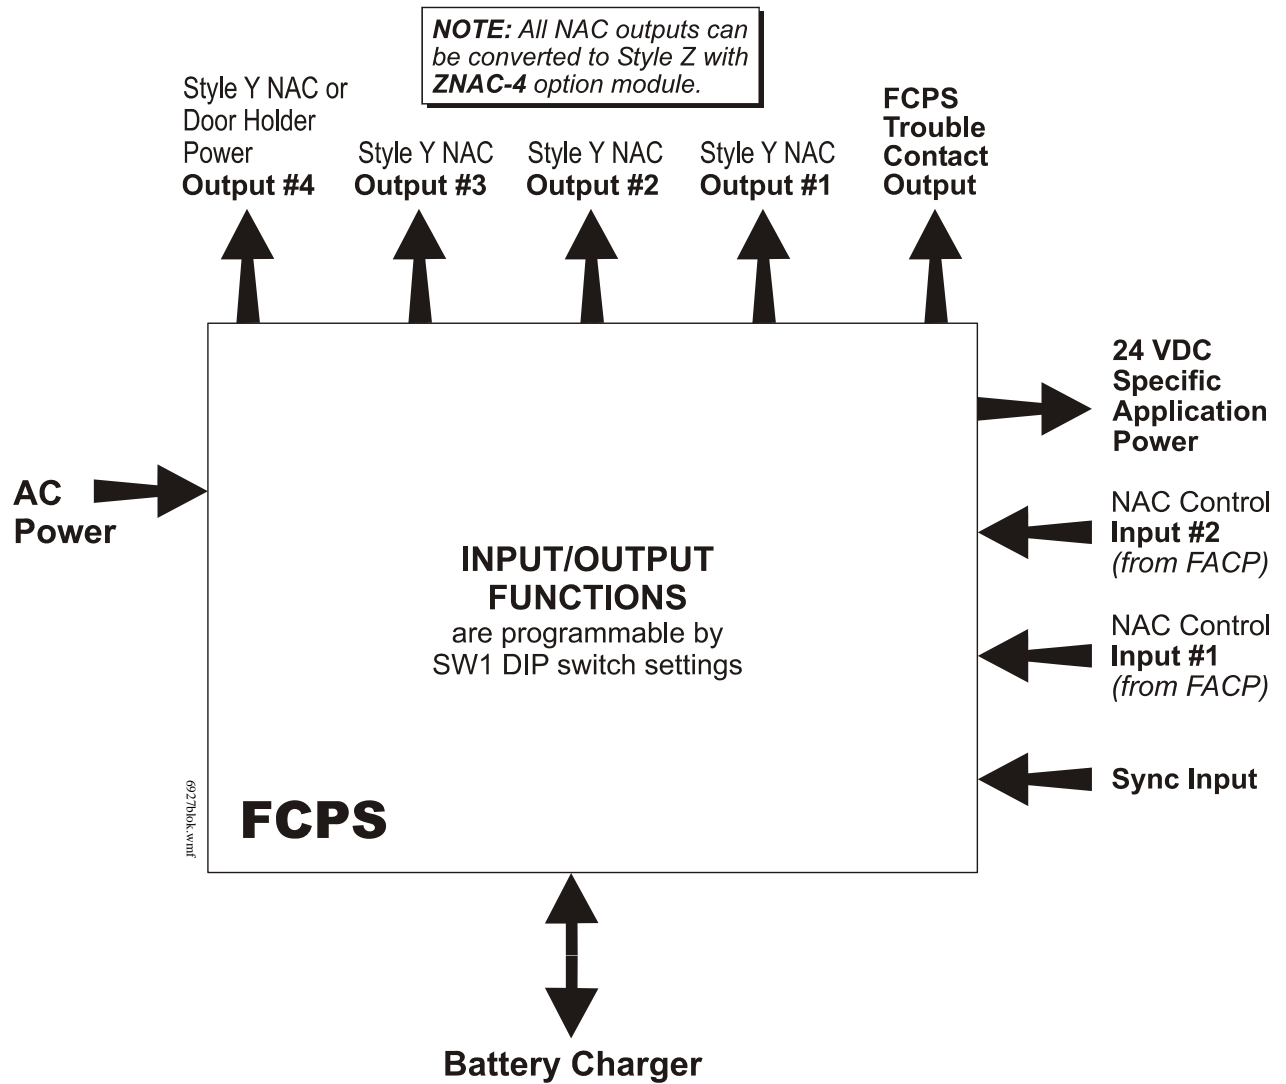 NOTE: All NAC outputs can
be converted to Style Z with
ZNAC-4 option module.
Style Y NAC or
Door Holder
Power
Output #4
Style Y NAC
Output #3
Style Y NAC
Output #2
Style Y NAC
Output #1
FCPS
Trouble
Contact
Output
24 VDC
Specific
Application
Power
AC
Power
NAC Control
Input #2
(from FACP)
INPUT/OUTPUT
FUNCTIONS
are programmable by
SW1 DIP switch settings
NAC Control
Input #1
(from FACP)
Sync Input
6927blok.wmf
FCPS
Battery Charger